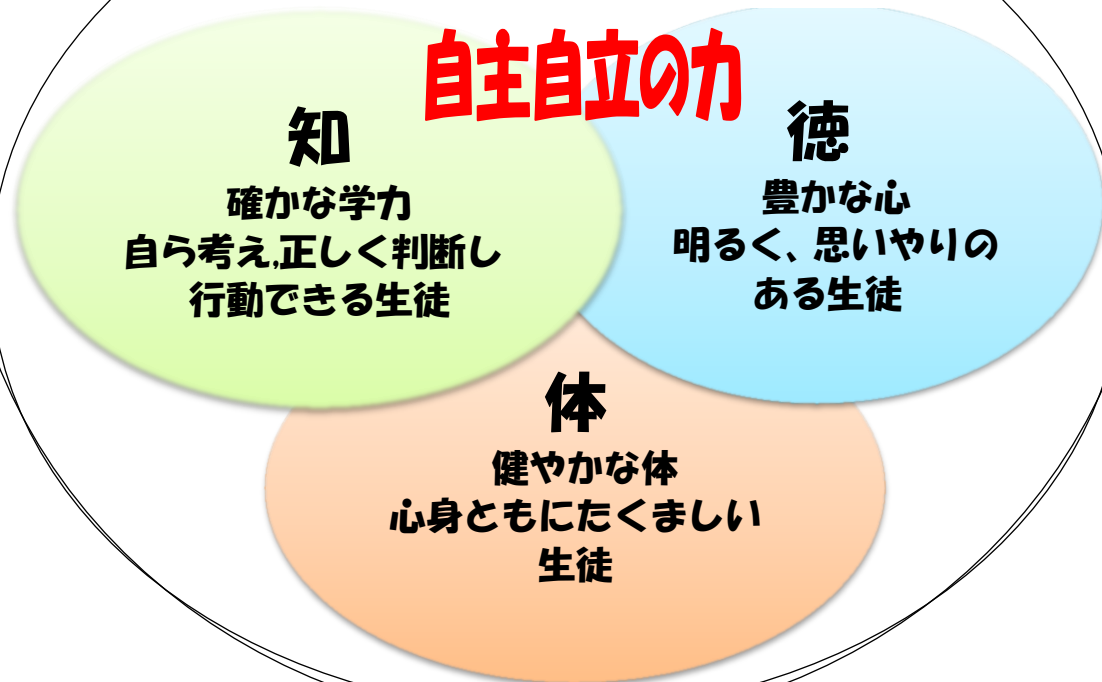 自主自立の力
知
確かな学力
自ら考え,正しく判断し
行動できる生徒
徳
豊かな心
明るく、思いやりの
ある生徒
体
健やかな体
心身ともにたくましい
生徒